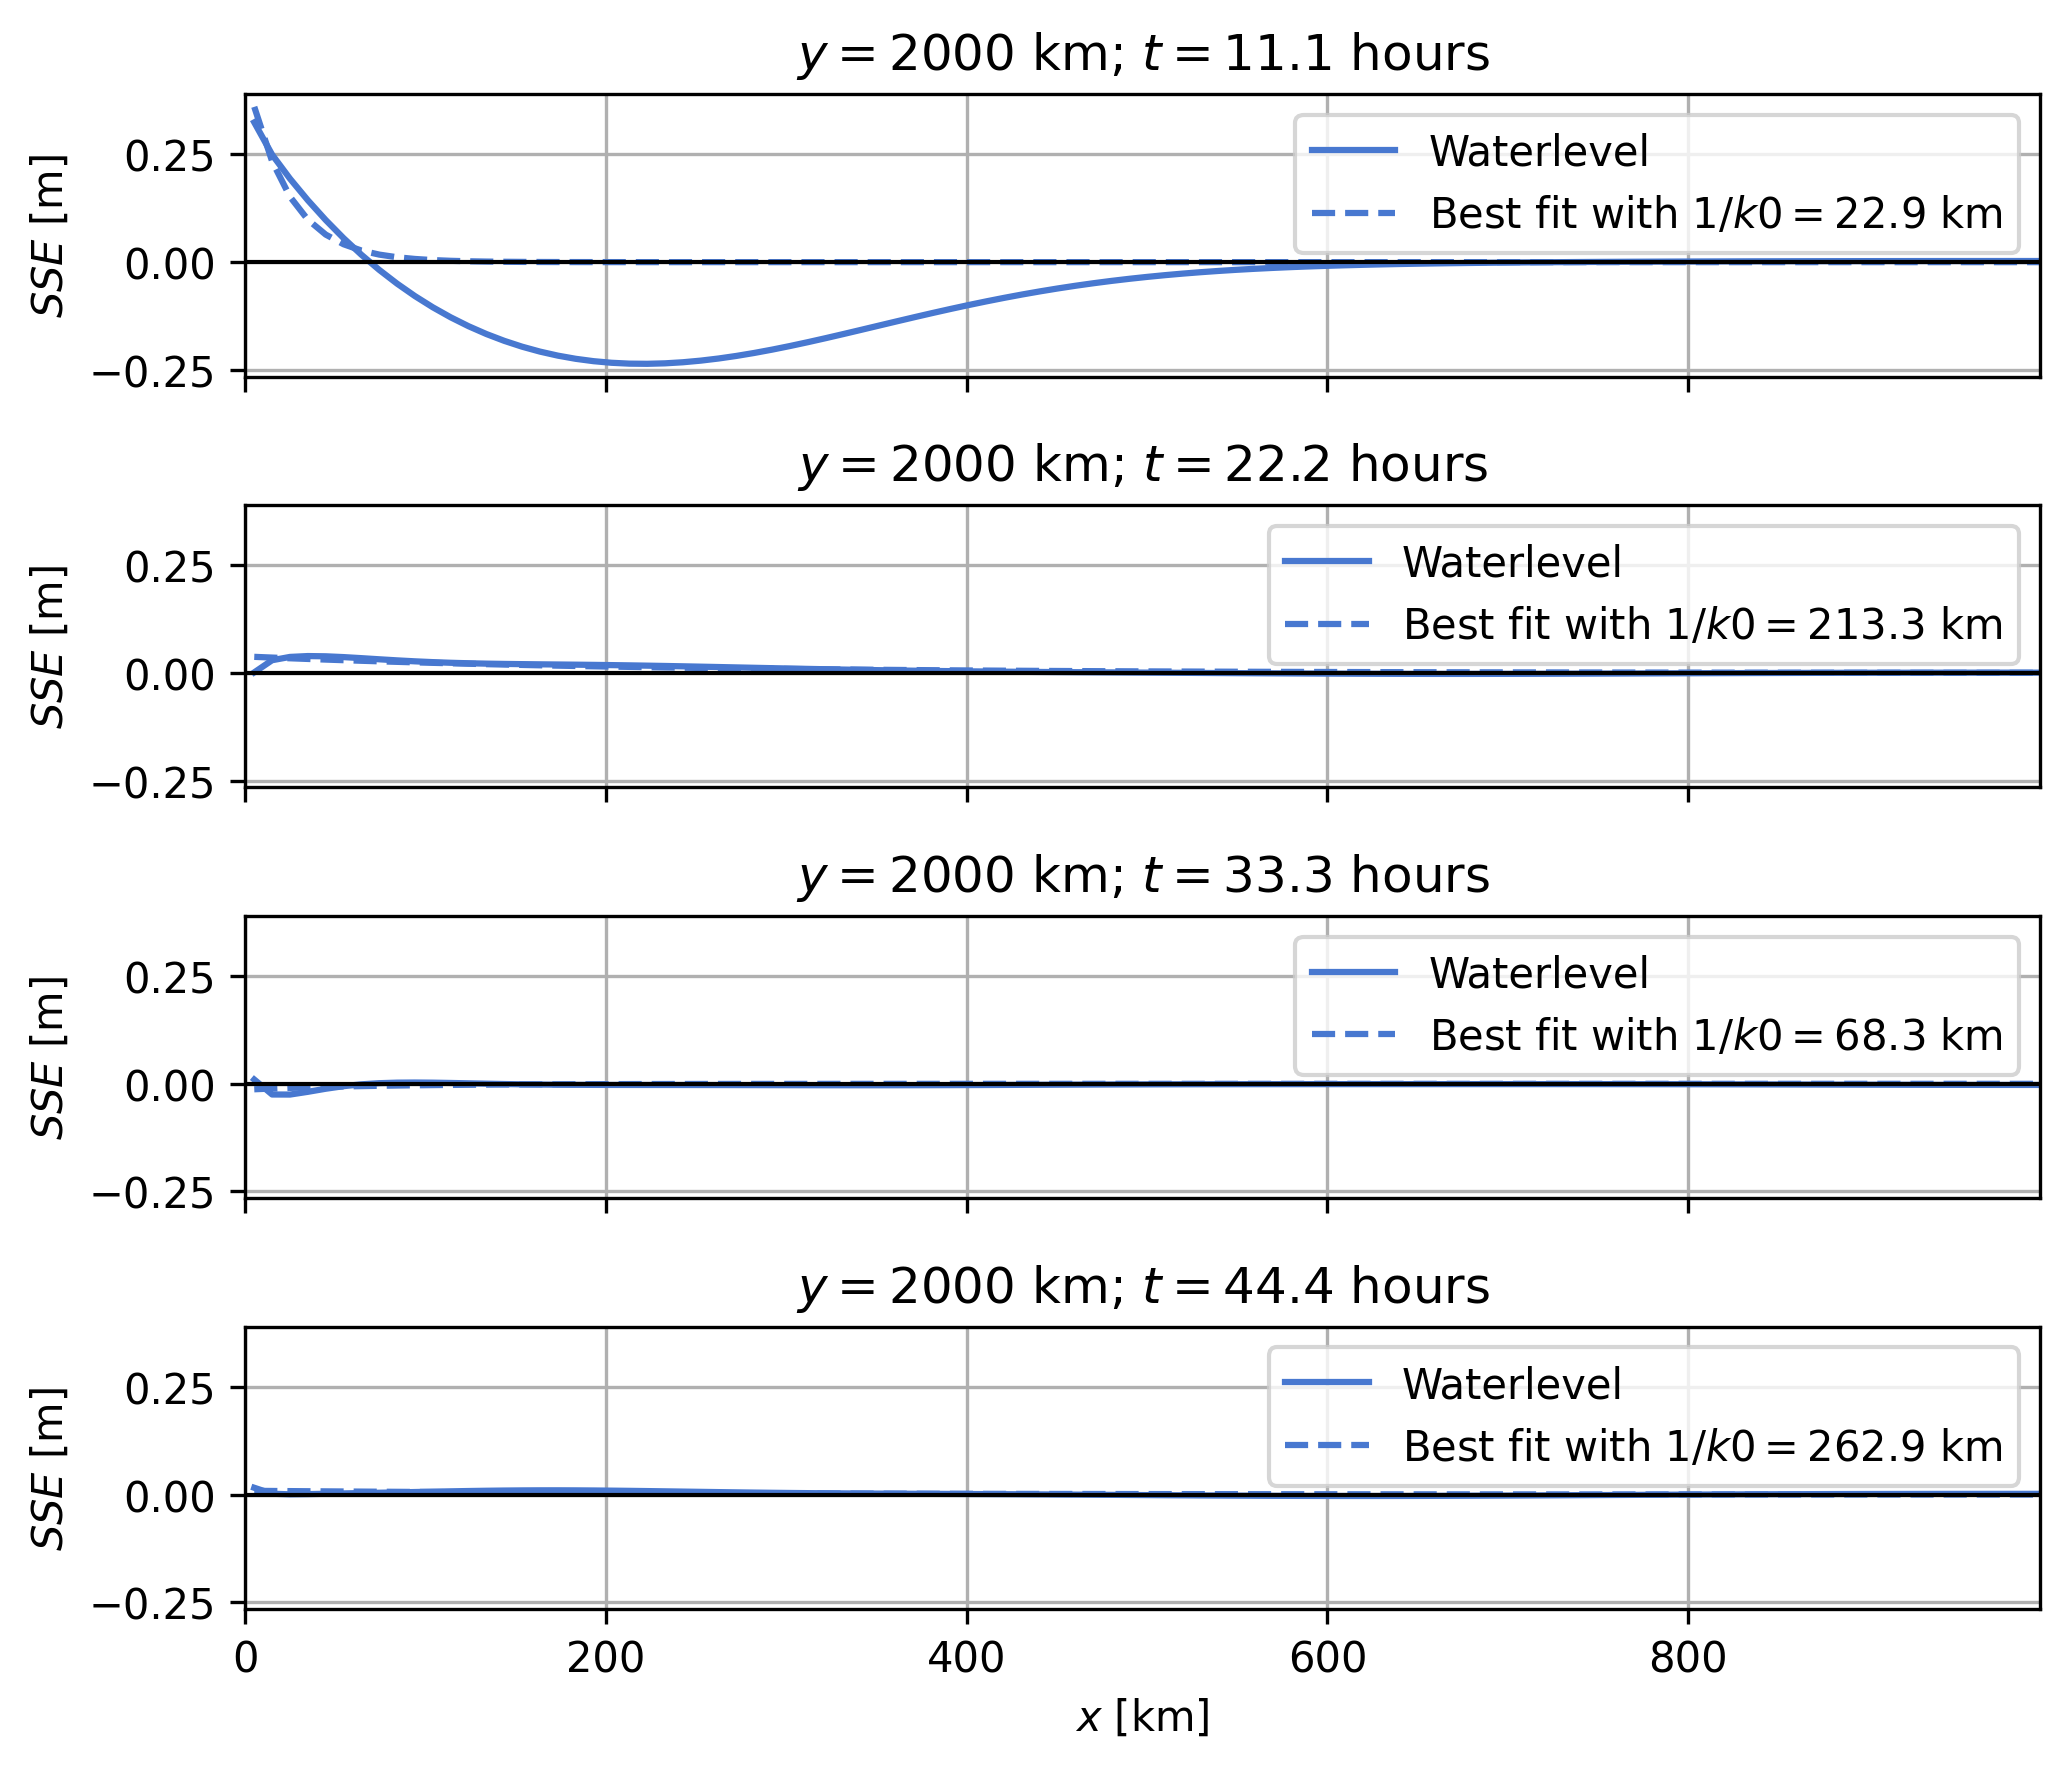 y = 2000 km; t = 11.1 hours
SSE [m]
0.25
0.00
−0.25
Waterlevel
Best fit with 1/k0 = 22.9 km
y = 2000 km; t = 22.2 hours
SSE [m]
0.25
0.00
−0.25
Waterlevel
Best fit with 1/k0 = 213.3 km
y = 2000 km; t = 33.3 hours
SSE [m]
0.25
0.00
−0.25
Waterlevel
Best fit with 1/k0 = 68.3 km
y = 2000 km; t = 44.4 hours
SSE [m]
0.25
0.00
−0.25
Waterlevel
Best fit with 1/k0 = 262.9 km
0 200 400 600 800
x [km]